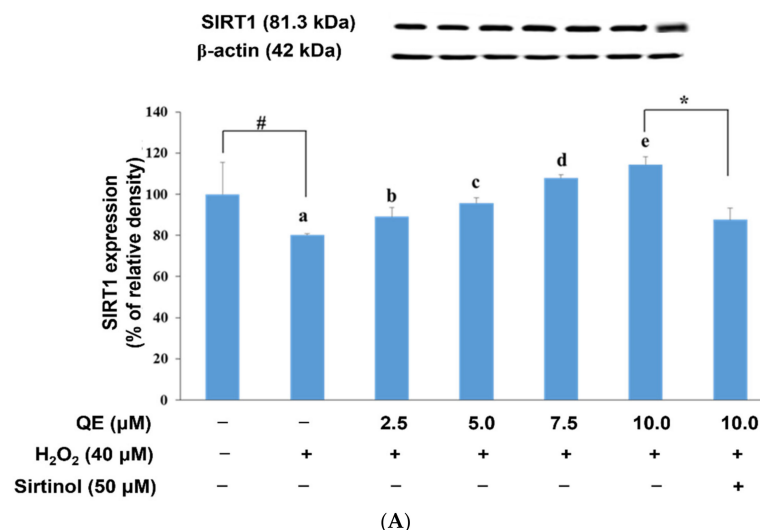 SIRT1 (81.3 kDa)
β-actin (42 kDa)
SIRT1 expression
(% of relative density)
140
120
100
80
60
40
20
0
#
*
a
b
c
d
e
QE (µM) – – 2.5 5.0 7.5 10.0 10.0
H₂O₂ (40 µM) – + + + + + +
Sirtinol (50 µM) – – – – – – +
(A)